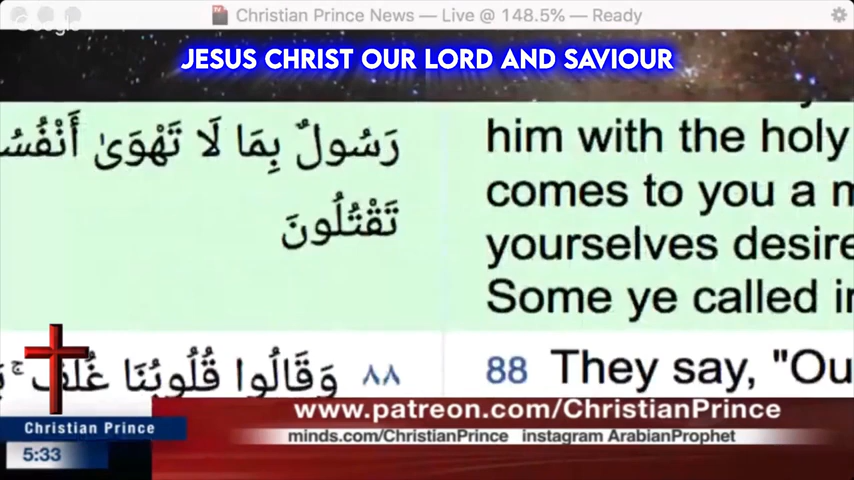 Christian Prince News — Live @ 148.5% — Ready
JESUS CHRIST OUR LORD AND SAVIOUR
رَسُولٌ بِمَا لَا تَهْوَىٰ
تَقْتُلُونَ
him with the holy
comes to you a
yourselves
Some ye called
٨٨ وَقَالُوا قُلُوبُنَا غُلْفٌ ۚ
88 They say, "Ou
www.patreon.com/ChristianPrince
minds.com/ChristianPrince instagram ArabianProphet
Christian Prince
5:33